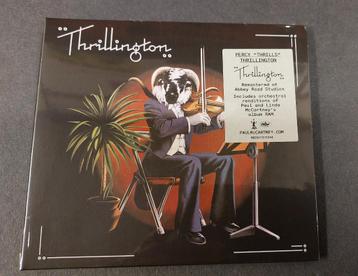 Thrillington
PERCY "THRILLS"
THRILLINGTON
"Thrillington"
Remastered at
Abbey Road Studios
Includes orchestral
renditions of
Paul and Linda
McCartney's
album RAM
PAULMCCARTNEY.COM